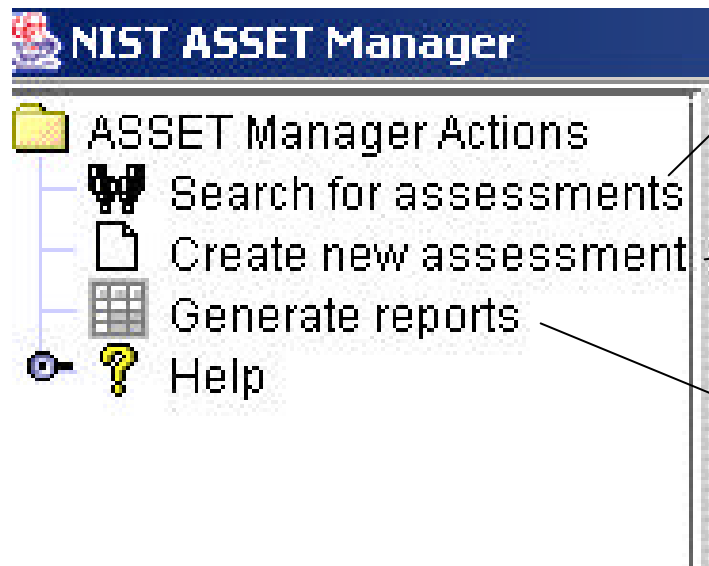 NIST ASSET Manager
ASSET Manager Actions
Search for assessments
Create new assessment
Generate reports
Help